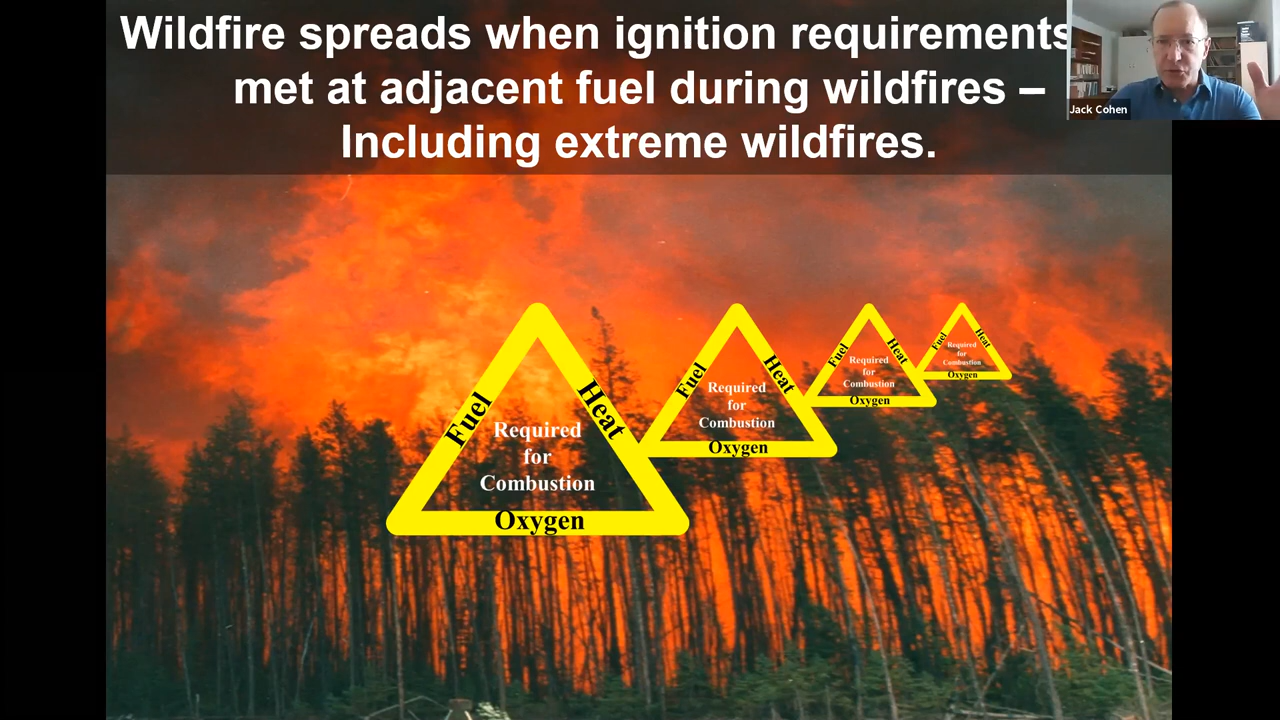 Wildfire spreads when ignition requirements
met at adjacent fuel during wildfires –
Including extreme wildfires.
Jack Cohen
Fuel
Heat
Required
for
Combustion
Oxygen
Fuel
Heat
Required
for
Combustion
Oxygen
Fuel
Heat
Required
for
Combustion
Oxygen
Fuel
Heat
Required
for
Combustion
Oxygen